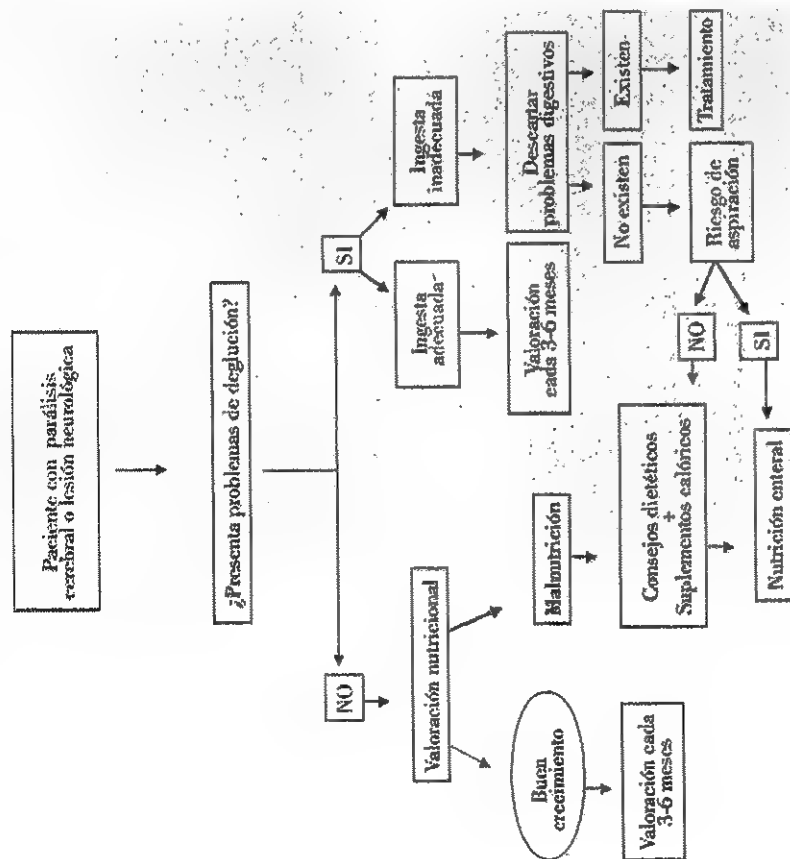 Paciente con parálisis
cerebral o lesión neurológica
¿Presenta problemas de deglución?
NO
SI
Valoración nutricional
Ingesta
adecuada
Ingesta
inadecuada
Buen
crecimiento
Malnutrición
Valoración
cada 3-6 meses
Descartar
problemas digestivos
Valoración cada
3-6 meses
Consejos dietéticos
+
Suplementos calóricos
No existen
Existen
NO
SI
Riesgo de
aspiración
Tratamiento
Nutrición enteral